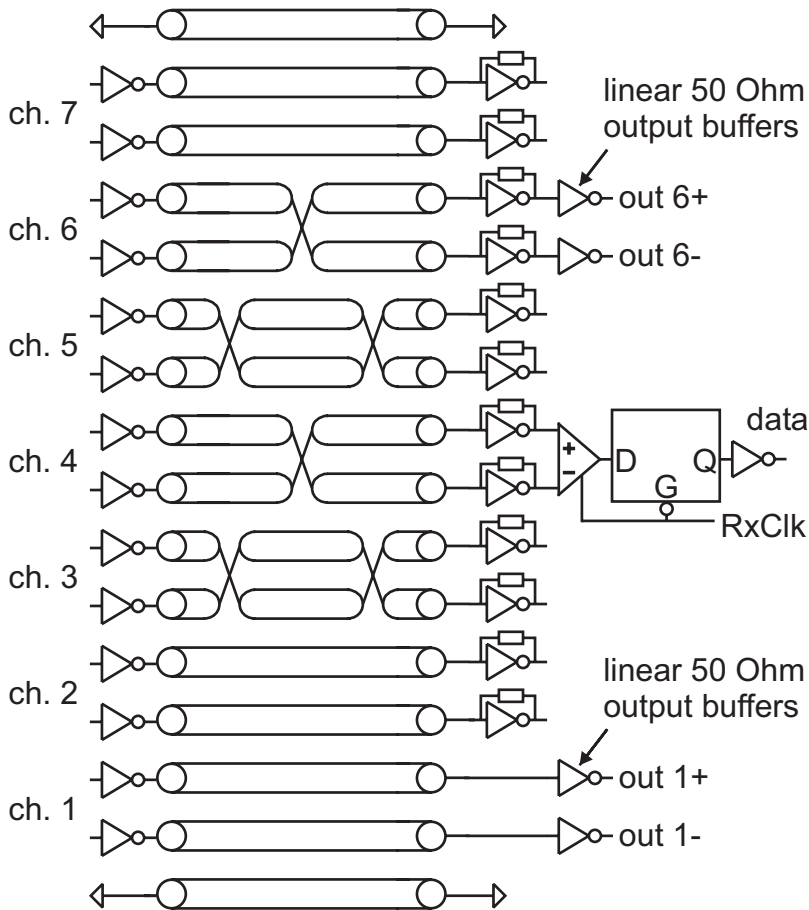 ch. 7
linear 50 Ohm
output buffers
out 6+
ch. 6
out 6-
ch. 5
data
ch. 4
+
-
D
Q
G
RxClk
ch. 3
ch. 2
linear 50 Ohm
output buffers
out 1+
ch. 1
out 1-